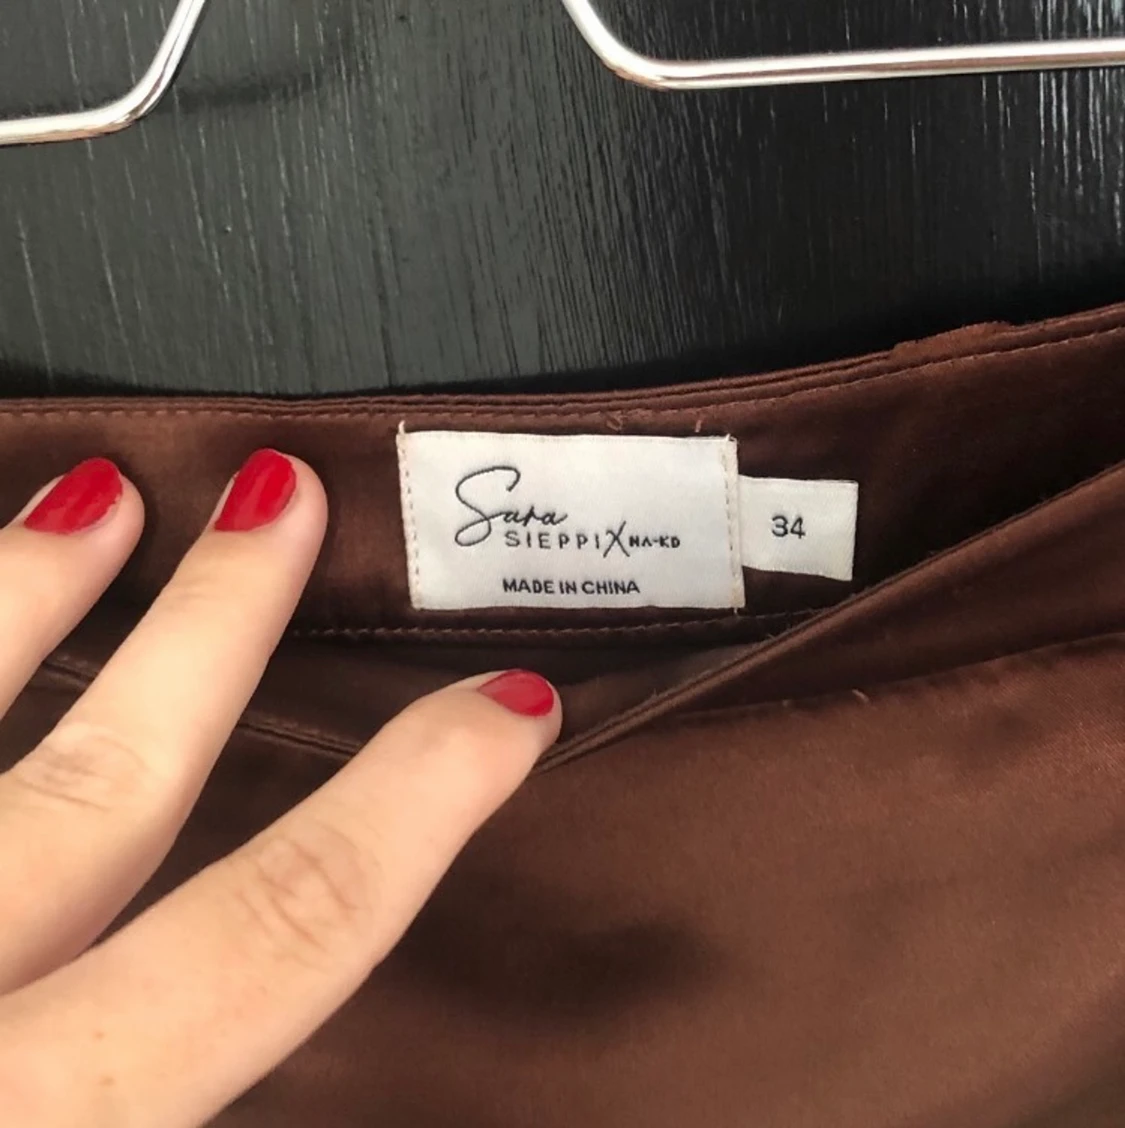 Sara
SIEPPI X NA-KD
MADE IN CHINA
34